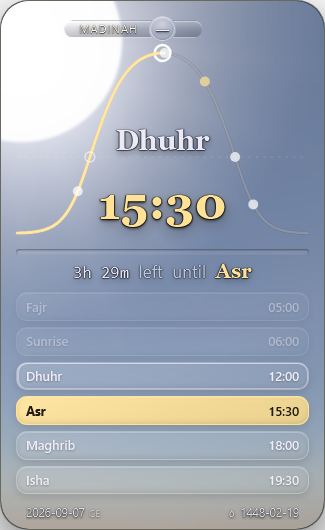 MADINAH
Dhuhr
15:30
3h 29m left until Asr
Fajr 05:00
Sunrise 06:00
Dhuhr 12:00
Asr 15:30
Maghrib 18:00
Isha 19:30
2026-09-07 CE 1448-02-19